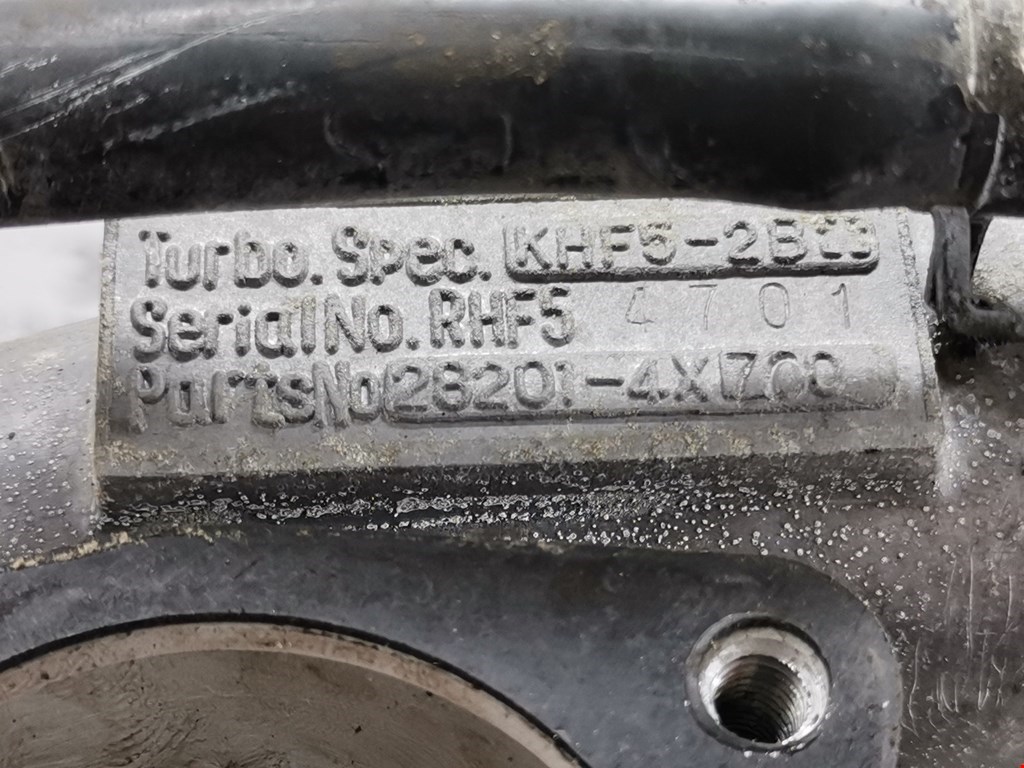 Turbo. Spec. KHF5-2B
Serial No. RHF5 4701
Parts No 28201-4X700